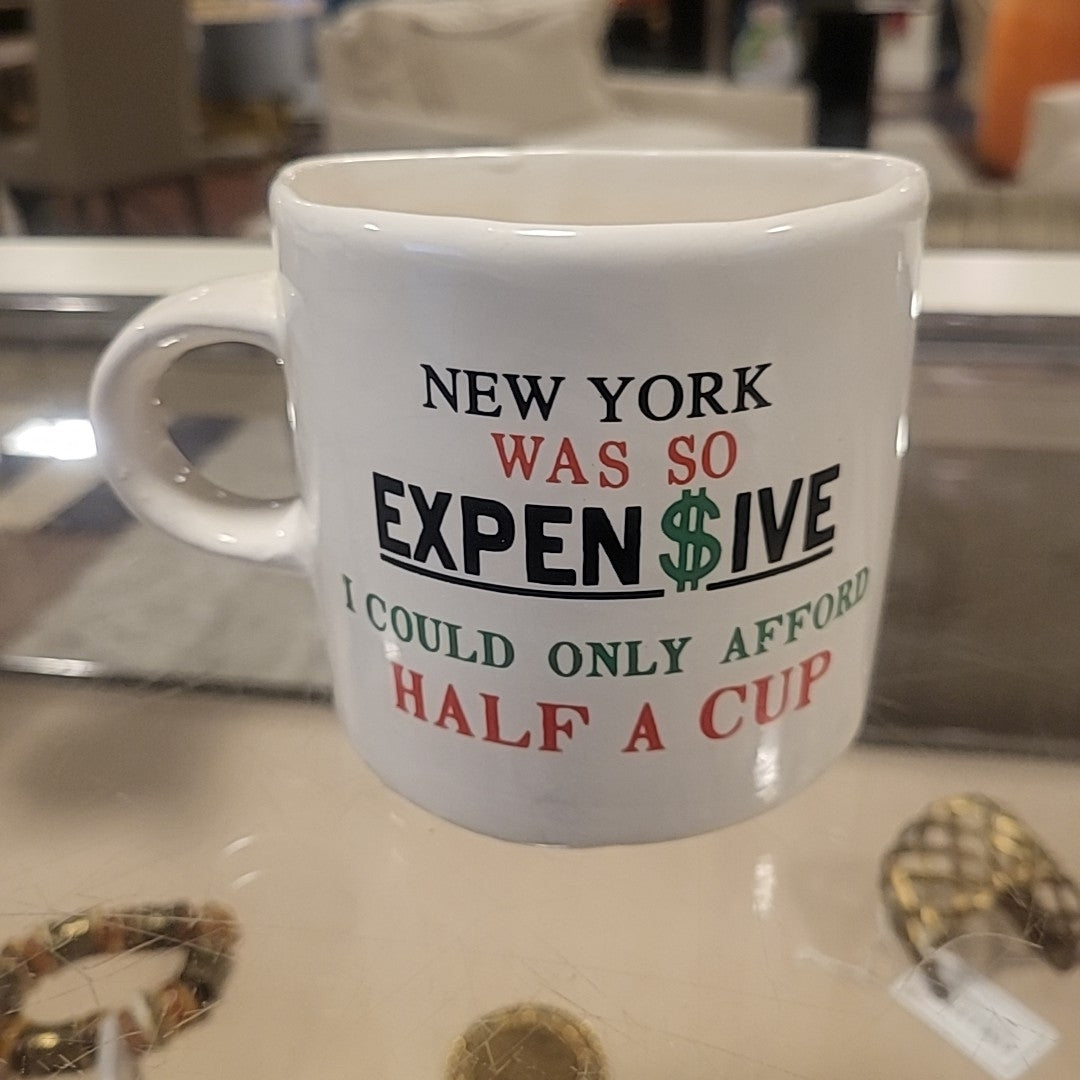 NEW YORK
WAS SO
EXPEN$IVE
I COULD ONLY AFFORD
HALF A CUP